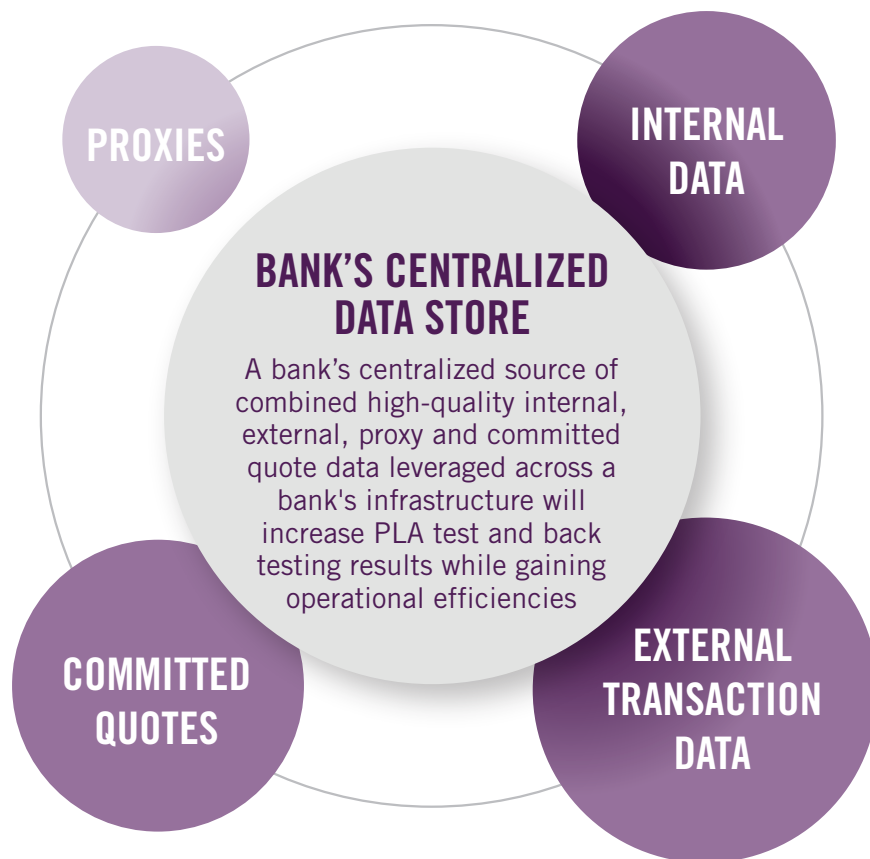 PROXIES
INTERNAL
DATA
BANK’S CENTRALIZED
DATA STORE
A bank’s centralized source of
combined high-quality internal,
external, proxy and committed
quote data leveraged across a
bank's infrastructure will
increase PLA test and back
testing results while gaining
operational efficiencies
COMMITTED
QUOTES
EXTERNAL
TRANSACTION
DATA